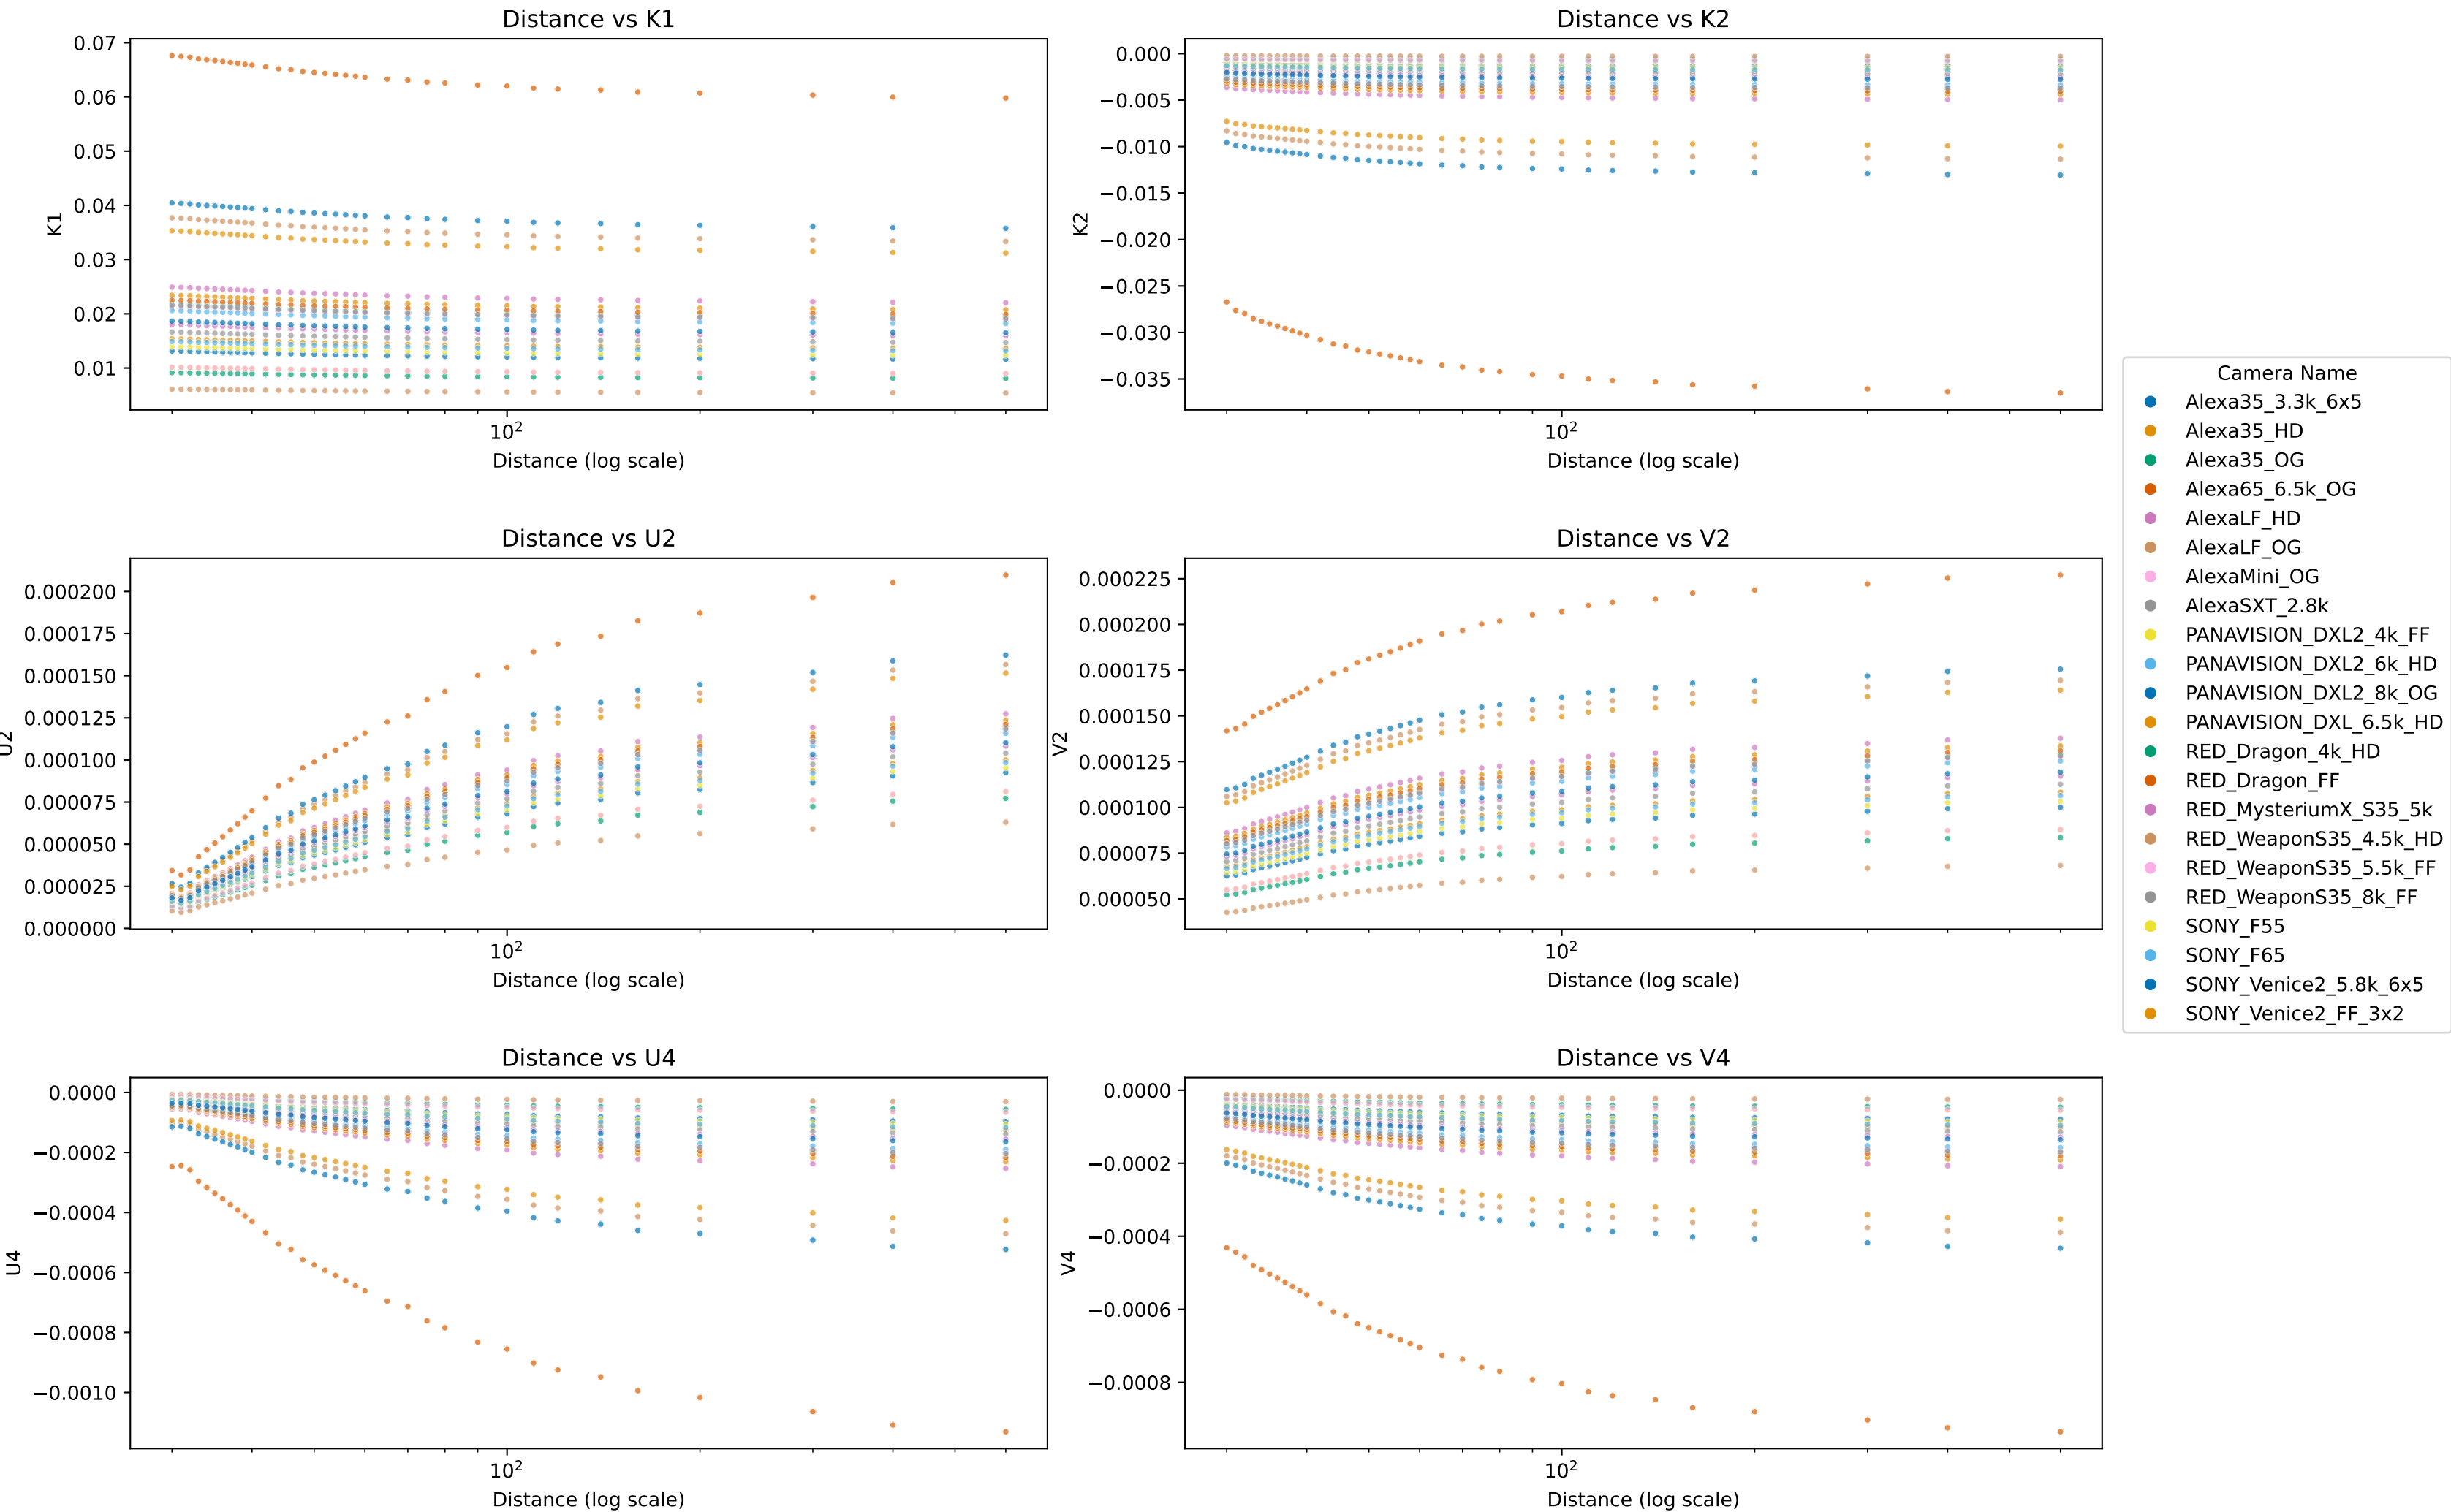 Distance vs K1
K1
0.07
0.06
0.05
0.04
0.03
0.02
0.01
10²
Distance (log scale)
Distance vs K2
K2
0.000
−0.005
−0.010
−0.015
−0.020
−0.025
−0.030
−0.035
10²
Distance (log scale)
Distance vs U2
U2
0.000200
0.000175
0.000150
0.000125
0.000100
0.000075
0.000050
0.000025
0.000000
10²
Distance (log scale)
Distance vs V2
V2
0.000225
0.000200
0.000175
0.000150
0.000125
0.000100
0.000075
0.000050
10²
Distance (log scale)
Distance vs U4
U4
0.0000
−0.0002
−0.0004
−0.0006
−0.0008
−0.0010
10²
Distance (log scale)
Distance vs V4
V4
0.0000
−0.0002
−0.0004
−0.0006
−0.0008
10²
Distance (log scale)
Camera Name
Alexa35_3.3k_6x5
Alexa35_HD
Alexa35_OG
Alexa65_6.5k_OG
AlexaLF_HD
AlexaLF_OG
AlexaMini_OG
AlexaSXT_2.8k
PANAVISION_DXL2_4k_FF
PANAVISION_DXL2_6k_HD
PANAVISION_DXL2_8k_OG
PANAVISION_DXL_6.5k_HD
RED_Dragon_4k_HD
RED_Dragon_FF
RED_MysteriumX_S35_5k
RED_WeaponS35_4.5k_HD
RED_WeaponS35_5.5k_FF
RED_WeaponS35_8k_FF
SONY_F55
SONY_F65
SONY_Venice2_5.8k_6x5
SONY_Venice2_FF_3x2